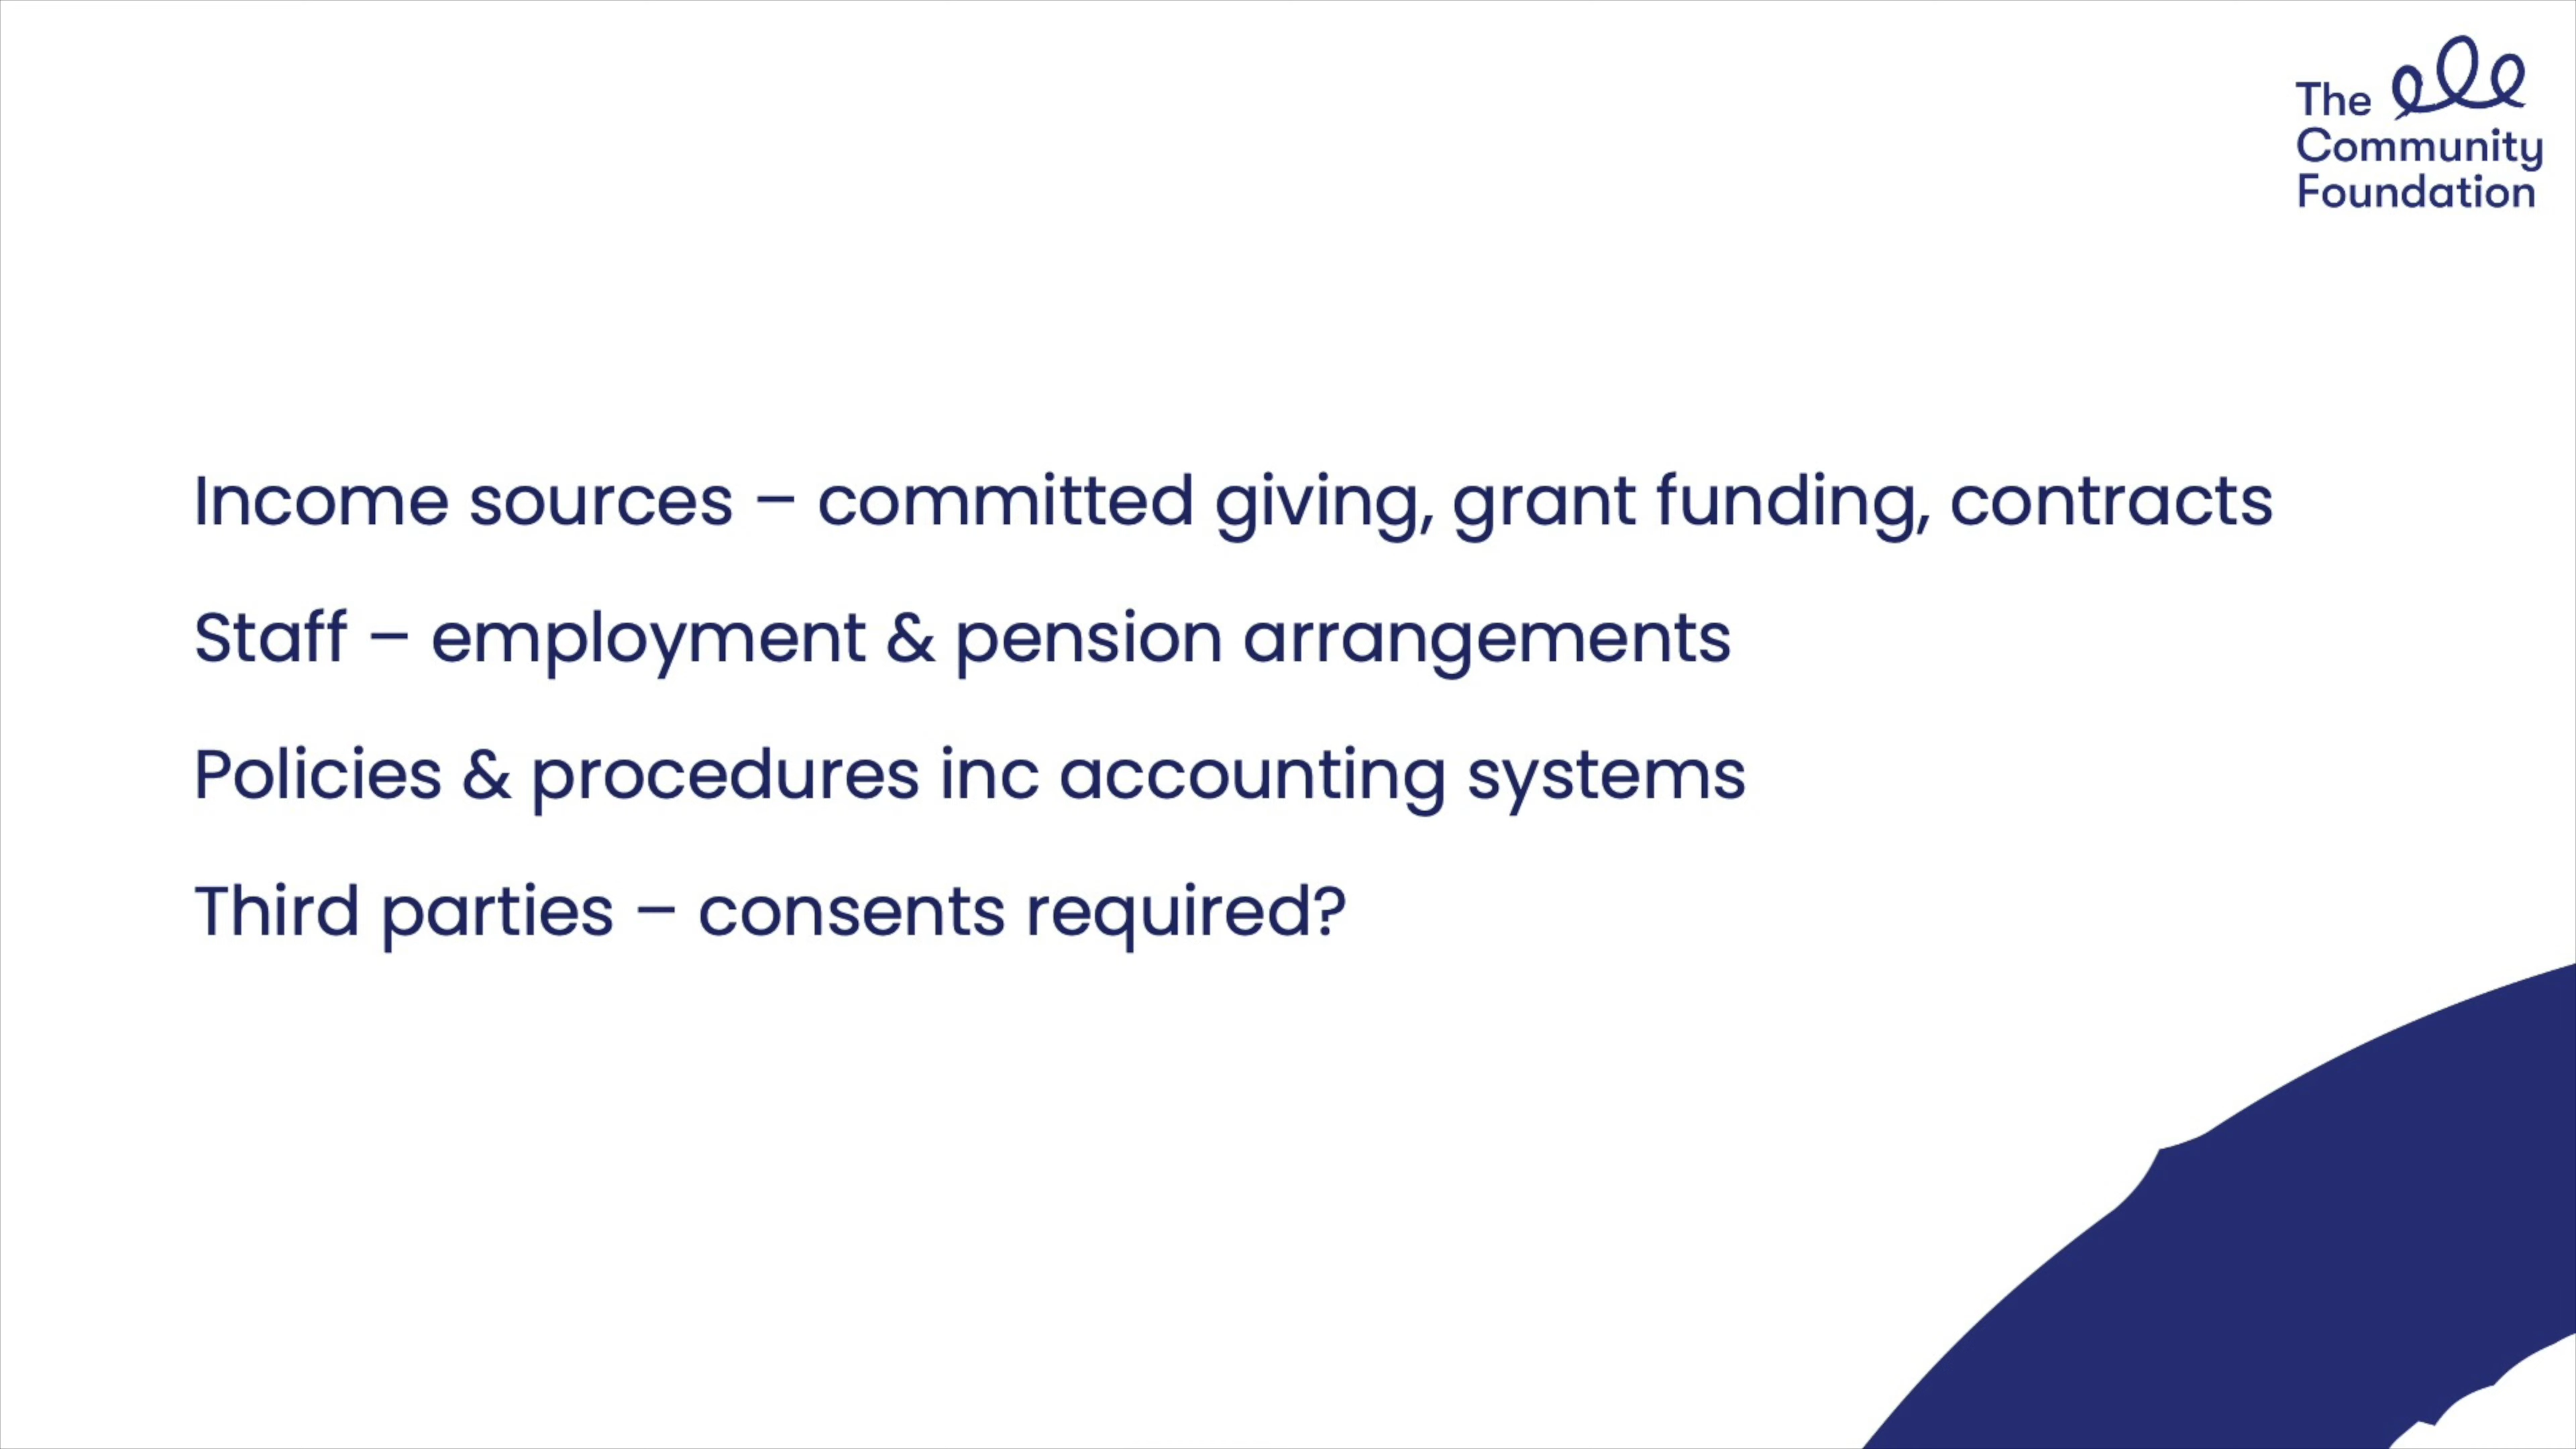 The
Community
Foundation
Income sources – committed giving, grant funding, contracts
Staff – employment & pension arrangements
Policies & procedures inc accounting systems
Third parties – consents required?